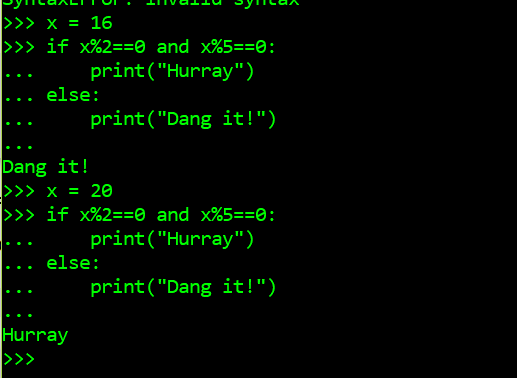 SyntaxError: invalid syntax
>>> x = 16
>>> if x%2==0 and x%5==0:
...     print("Hurray")
... else:
...     print("Dang it!")
...
Dang it!
>>> x = 20
>>> if x%2==0 and x%5==0:
...     print("Hurray")
... else:
...     print("Dang it!")
...
Hurray
>>>